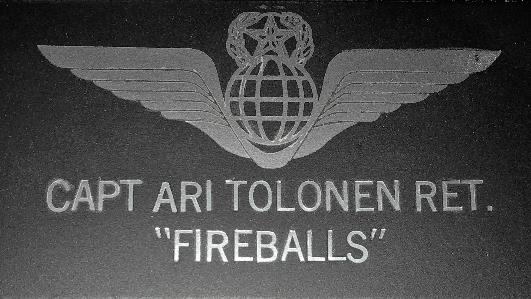 CAPT ARI TOLONEN RET.
"FIREBALLS"